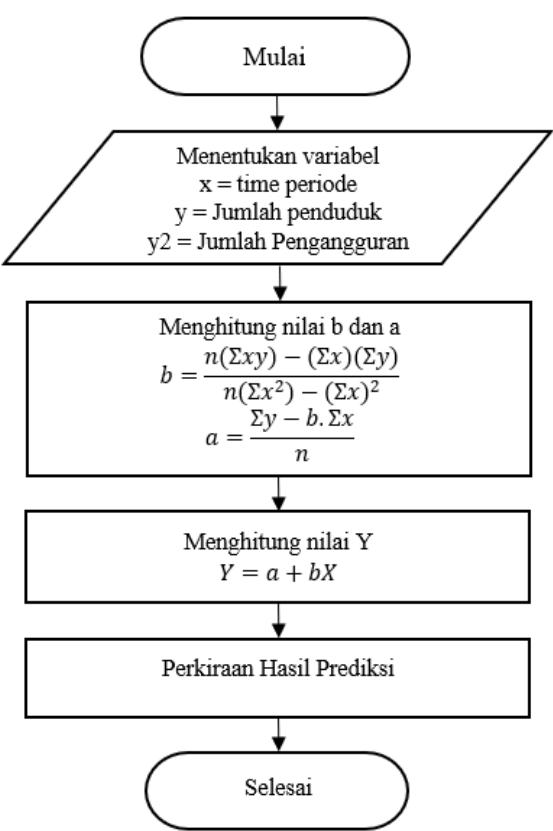 Mulai
Menentukan variabel
x = time periode
y = Jumlah penduduk
y2 = Jumlah Pengangguran
Menghitung nilai b dan a
b = n(Σxy) − (Σx)(Σy) / n(Σx²) − (Σx)²
a = Σy − b. Σx / n
Menghitung nilai Y
Y = a + bX
Perkiraan Hasil Prediksi
Selesai